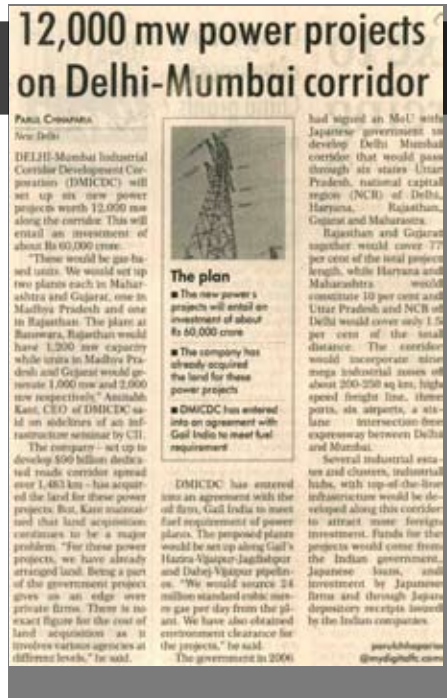 12,000 mw power projects
on Delhi-Mumbai corridor
PARUL CHHAPARIA
New Delhi
DELHI-Mumbai Industrial
Corridor Development Cor-
poration (DMICDC) will
set up six new power
projects worth 12,000 mw
along the corridor. This will
entail an investment of
about Rs 60,000 crore.
"These would be gas-ba-
sed units. We would set up
two plants each in Mahar-
ashtra and Gujarat, one in
Madhya Pradesh and one
in Rajasthan. The plant at
Banswara, Rajasthan would
have 1,200 mw capacity
while units in Madhya Pra-
desh and Gujarat would ge-
nerate 1,000 mw and 2,000
mw respectively," Amitabh
Kant, CEO of DMICDC sa-
id on sidelines of an inf-
rastructure seminar by CII.
The company - set up to
develop $90 billion dedica-
ted roads corridor spread
over 1,483 km - has acquir-
ed the land for these power
projects. But, Kant maintai-
ned that land acquisition
continues to be a major
problem. "For these power
projects, we have already
arranged land. Being a part
of the government project
gives us an edge over
private firms. There is no
exact figure for the cost of
land acquisition as it
involves various agencies at
different levels," he said.
The plan
■ The new power s
projects will entail an
investment of about
Rs 60,000 crore
■ The company has
already acquired
the land for these
power projects
■ DMICDC has entered
into an agreement with
Gail India to meet fuel
requirement
DMICDC has entered
into an agreement with the
oil firm, Gail India to meet
fuel requirement of power
plants. The proposed plants
would be set up along Gail's
Hazira-Vijaipur-Jagdishpur
and Dahej-Vijaipur pipelin-
es. "We would source 24
million standard cubic met-
re gas per day from the pl-
ant. We have also obtained
environment clearance for
the projects," he said.
The government in 2006
had signed an MoU with
Japanese government to
develop Delhi Mumbai
corridor that would pass
through six states Uttar
Pradesh, national capital
region (NCR) of Delhi,
Haryana, Rajasthan,
Gujarat and Maharastra.
Rajasthan and Gujarat
together would cover 77
per cent of the total project
length, while Haryana and
Maharashtra would
constitute 10 per cent and
Uttar Pradesh and NCR of
Delhi would cover only 1.5
per cent of the total
distance. The corridor
would incorporate nine
mega industrial zones of
about 200-250 sq km, high
speed freight line, three
ports, six airports, a six-
lane intersection-free
expressway between Delhi
and Mumbai.
Several industrial esta-
tes and clusters, industrial
hubs, with top-of-the-line
infrastructure would be de-
veloped along this corridor
to attract more foreign
investment. Funds for the
projects would come from
the Indian government,
Japanese loans, and
investment by Japanese
firms and through Japan
depository receipts issued
by the Indian companies.
parulchhaparia
@mydigitalfc.com